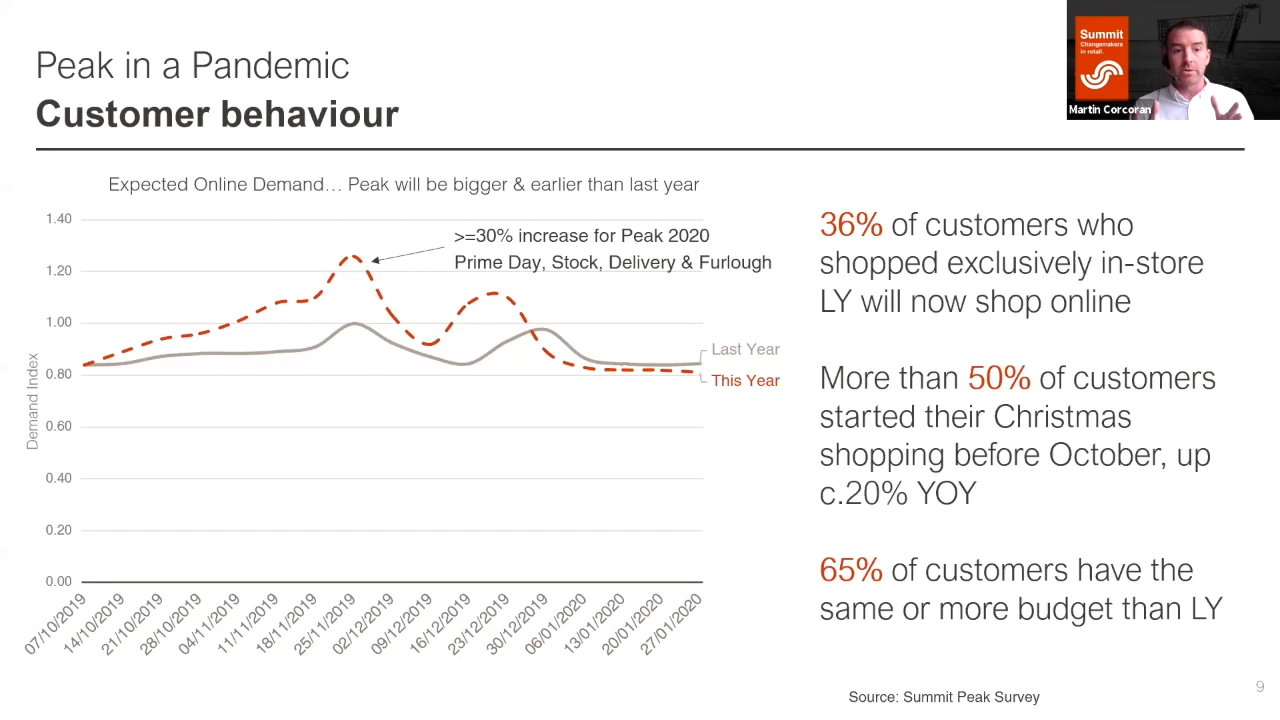 Peak in a Pandemic
Customer behaviour
Summit
Changemakers
in retail.
Martin Corcoran
Expected Online Demand… Peak will be bigger & earlier than last year
1.40
1.20
1.00
0.80
0.60
0.40
0.20
0.00
Demand Index
>=30% increase for Peak 2020
Prime Day, Stock, Delivery & Furlough
Last Year
This Year
07/10/2019
14/10/2019
21/10/2019
28/10/2019
04/11/2019
11/11/2019
18/11/2019
25/11/2019
02/12/2019
09/12/2019
16/12/2019
23/12/2019
30/12/2019
06/01/2020
13/01/2020
20/01/2020
27/01/2020
36% of customers who
shopped exclusively in-store
LY will now shop online
More than 50% of customers
started their Christmas
shopping before October, up
c.20% YOY
65% of customers have the
same or more budget than LY
Source: Summit Peak Survey
9